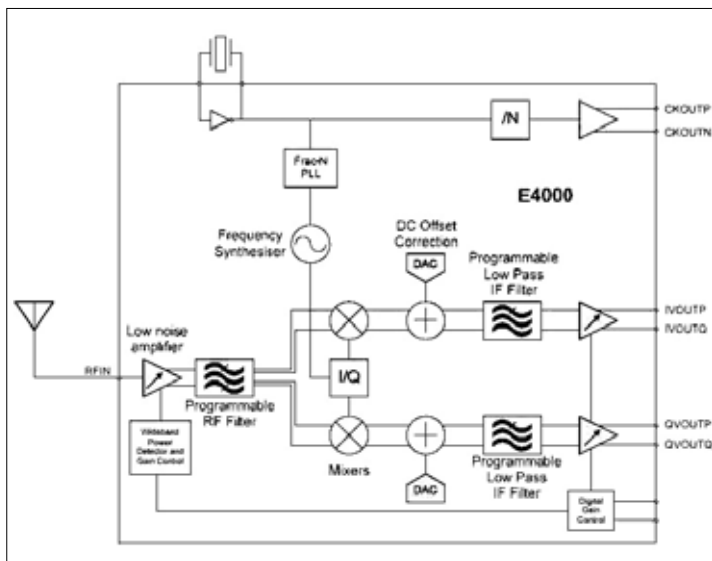 CKOUTP
/N
CKOUTN
Frac-N
PLL
E4000
Frequency
Synthesiser
DC Offset
Correction
DAC
Programmable
Low Pass
IF Filter
IVOUTP
IVOUTQ
Low noise
amplifier
RFIN
I/Q
Programmable
RF Filter
Wideband
Power
Detector and
Gain Control
Mixers
DAC
Programmable
Low Pass
IF Filter
QVOUTP
QVOUTQ
Digital
Gain
Control